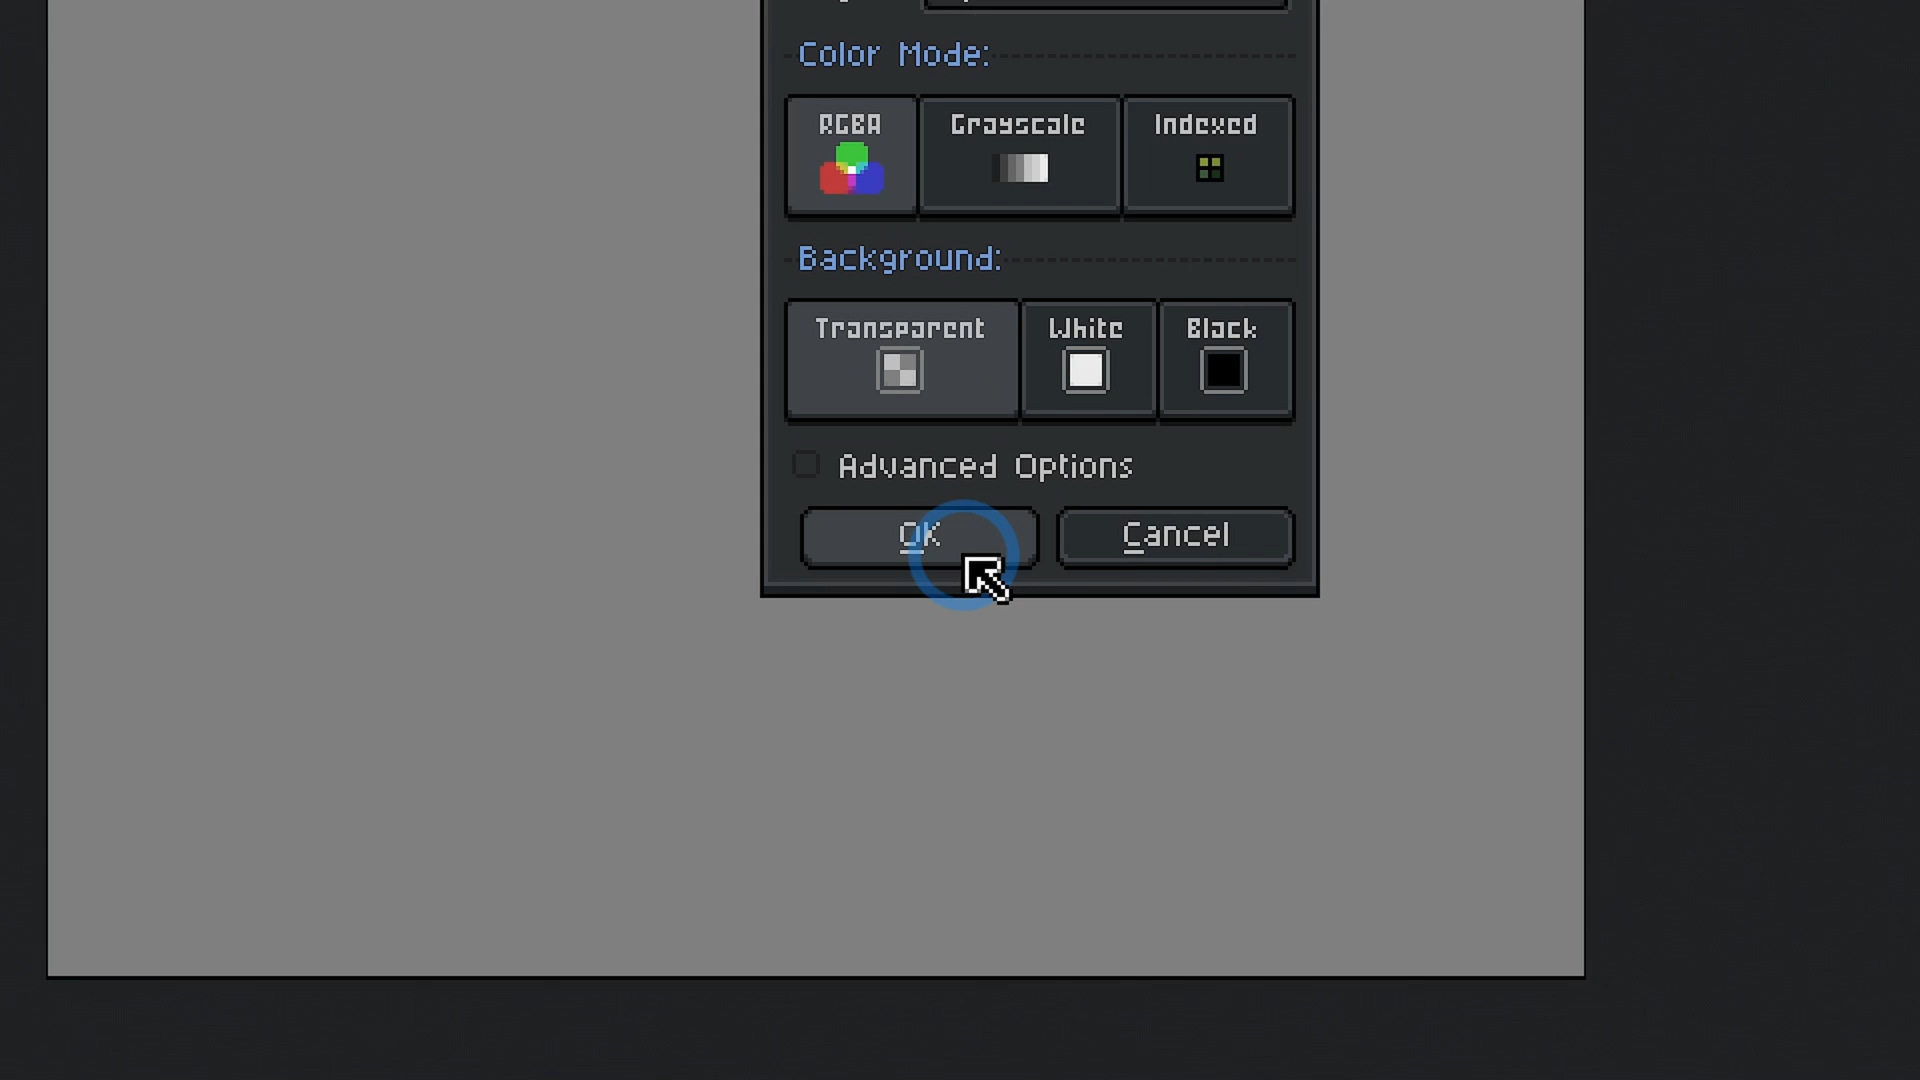 Color Mode:
RGBA Grayscale Indexed
Background:
Transparent White Black
Advanced Options
OK Cancel